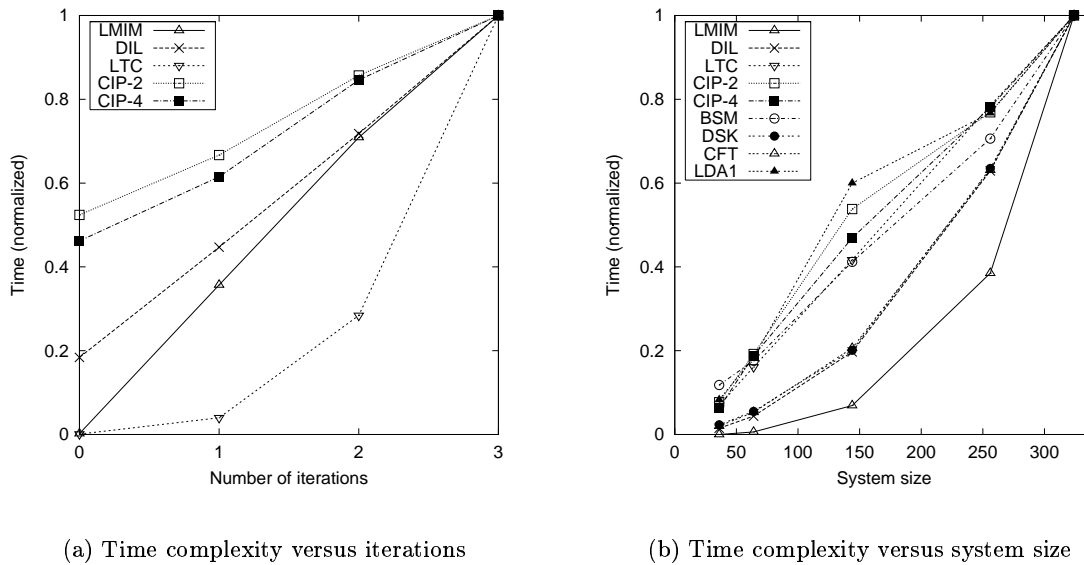 1
0.8
0.6
0.4
0.2
0
0
1
2
3
Time (normalized)
Number of iterations
LMIM
DIL
LTC
CIP-2
CIP-4
(a) Time complexity versus iterations
1
0.8
0.6
0.4
0.2
0
0
50
100
150
200
250
300
Time (normalized)
System size
LMIM
DIL
LTC
CIP-2
CIP-4
BSM
DSK
CFT
LDA1
(b) Time complexity versus system size